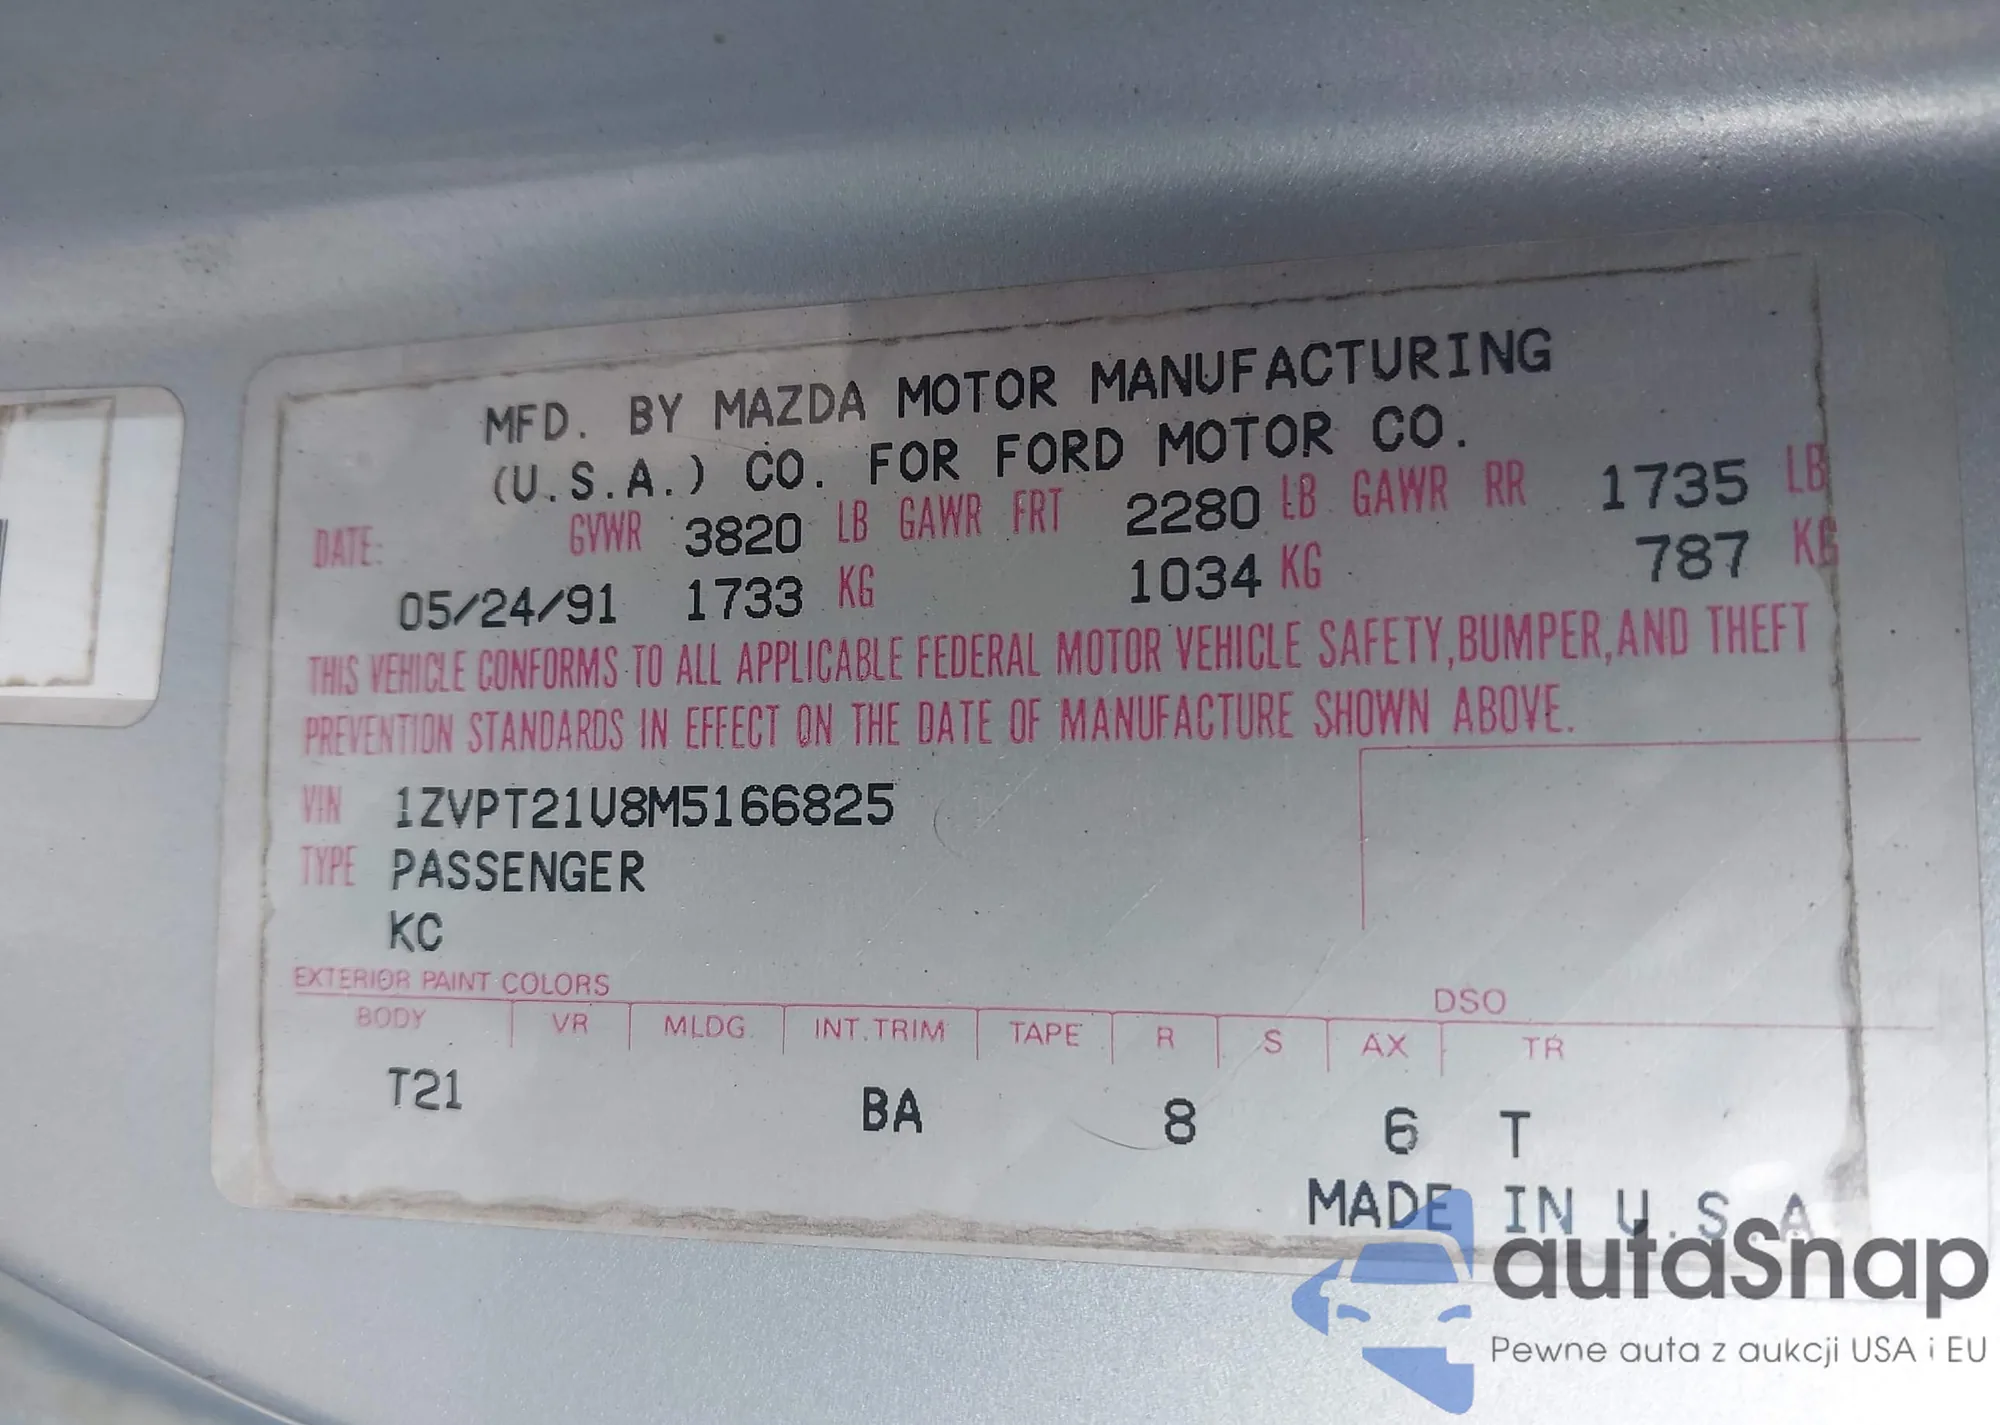 MFD. BY MAZDA MOTOR MANUFACTURING
(U.S.A.) CO. FOR FORD MOTOR CO.
DATE: GVWR 3820 LB GAWR FRT 2280 LB GAWR RR 1735 LB
05/24/91 1733 KG 1034 KG 787 KG
THIS VEHICLE CONFORMS TO ALL APPLICABLE FEDERAL MOTOR VEHICLE SAFETY, BUMPER, AND THEFT
PREVENTION STANDARDS IN EFFECT ON THE DATE OF MANUFACTURE SHOWN ABOVE.
VIN 1ZVPT21U8M5166825
TYPE PASSENGER
KC
EXTERIOR PAINT COLORS DSO
BODY VR MLDG. INT. TRIM TAPE R S AX TR
T21 BA 8 6 T
MADE IN U.S.A.
autaSnap
Pewne auta z aukcji USA i EU